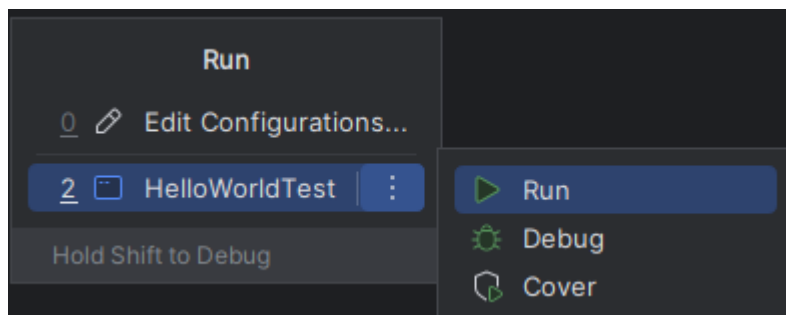 Run
0 Edit Configurations...
2 HelloWorldTest
Hold Shift to Debug
Run
Debug
Cover